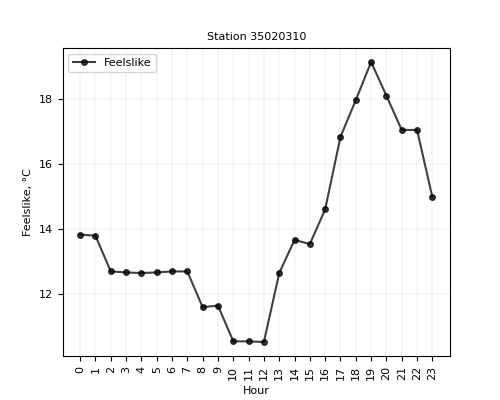 Station 35020310
Feelslike
Feelslike, °C
18
16
14
12
0 1 2 3 4 5 6 7 8 9 10 11 12 13 14 15 16 17 18 19 20 21 22 23
Hour